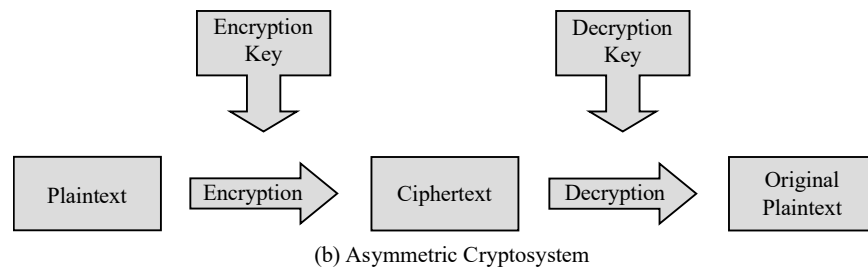 Encryption
Key
Decryption
Key
Plaintext
Encryption
Ciphertext
Decryption
Original
Plaintext
(b) Asymmetric Cryptosystem